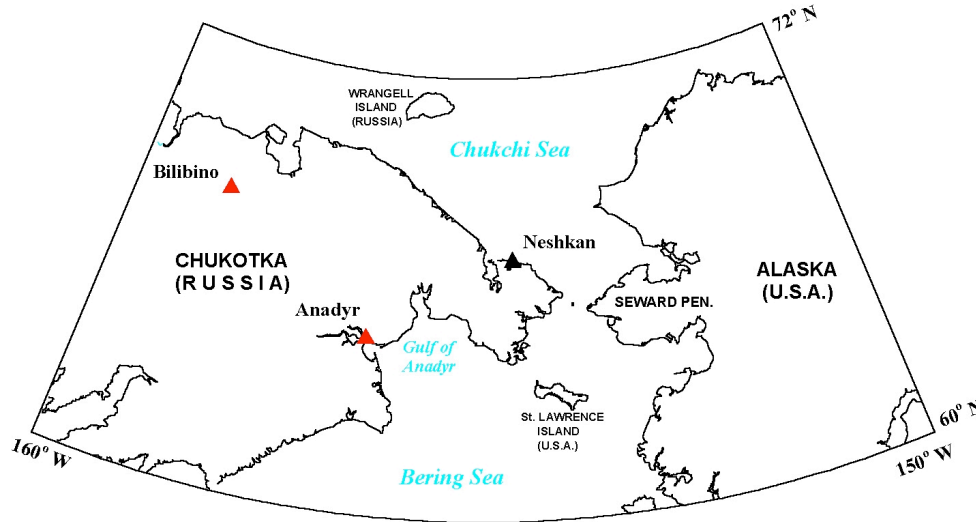 72° N
WRANGELL
ISLAND
(RUSSIA)
Chukchi Sea
Bilibino
Neshkan
CHUKOTKA
(R U S S I A)
ALASKA
(U.S.A.)
SEWARD PEN.
Anadyr
Gulf of
Anadyr
St. LAWRENCE
ISLAND
(U.S.A.)
60° N
160° W
150° W
Bering Sea